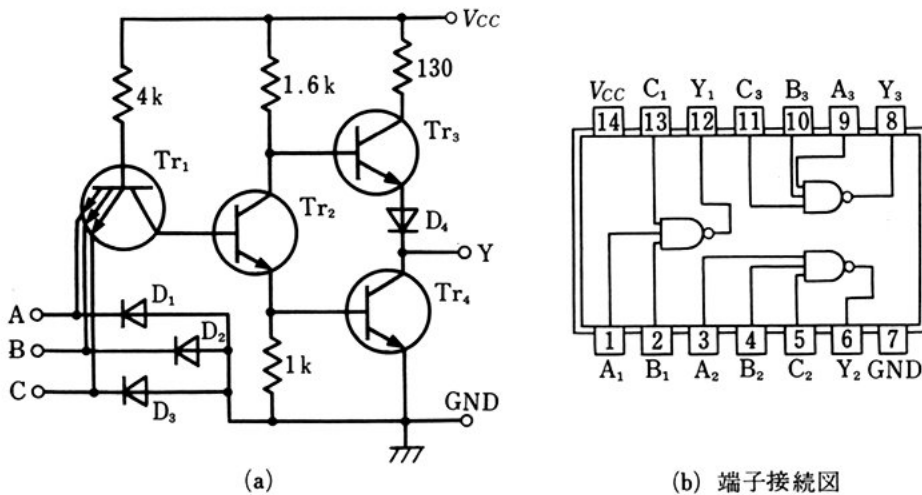 VCC
4k
1.6k
130
Tr1
Tr2
Tr3
D4
Y
Tr4
A
D1
B
D2
C
D3
1k
GND
(a)
VCC C1 Y1 C3 B3 A3 Y3
14 13 12 11 10 9 8
1 2 3 4 5 6 7
A1 B1 A2 B2 C2 Y2 GND
(b) 端子接続図